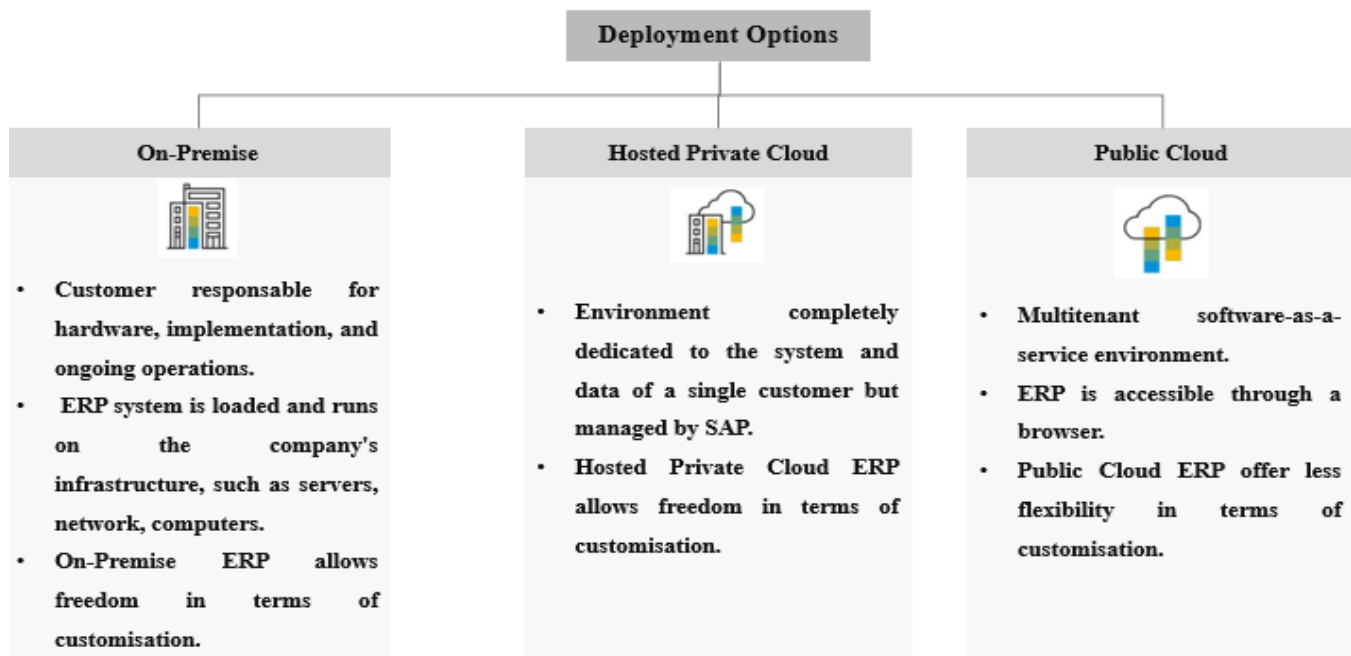 Deployment Options
On-Premise
• Customer responsable for
hardware, implementation, and
ongoing operations.
• ERP system is loaded and runs
on the company's
infrastructure, such as servers,
network, computers.
• On-Premise ERP allows
freedom in terms of
customisation.
Hosted Private Cloud
• Environment completely
dedicated to the system and
data of a single customer but
managed by SAP.
• Hosted Private Cloud ERP
allows freedom in terms of
customisation.
Public Cloud
• Multitenant software-as-a-
service environment.
• ERP is accessible through a
browser.
• Public Cloud ERP offer less
flexibility in terms of
customisation.